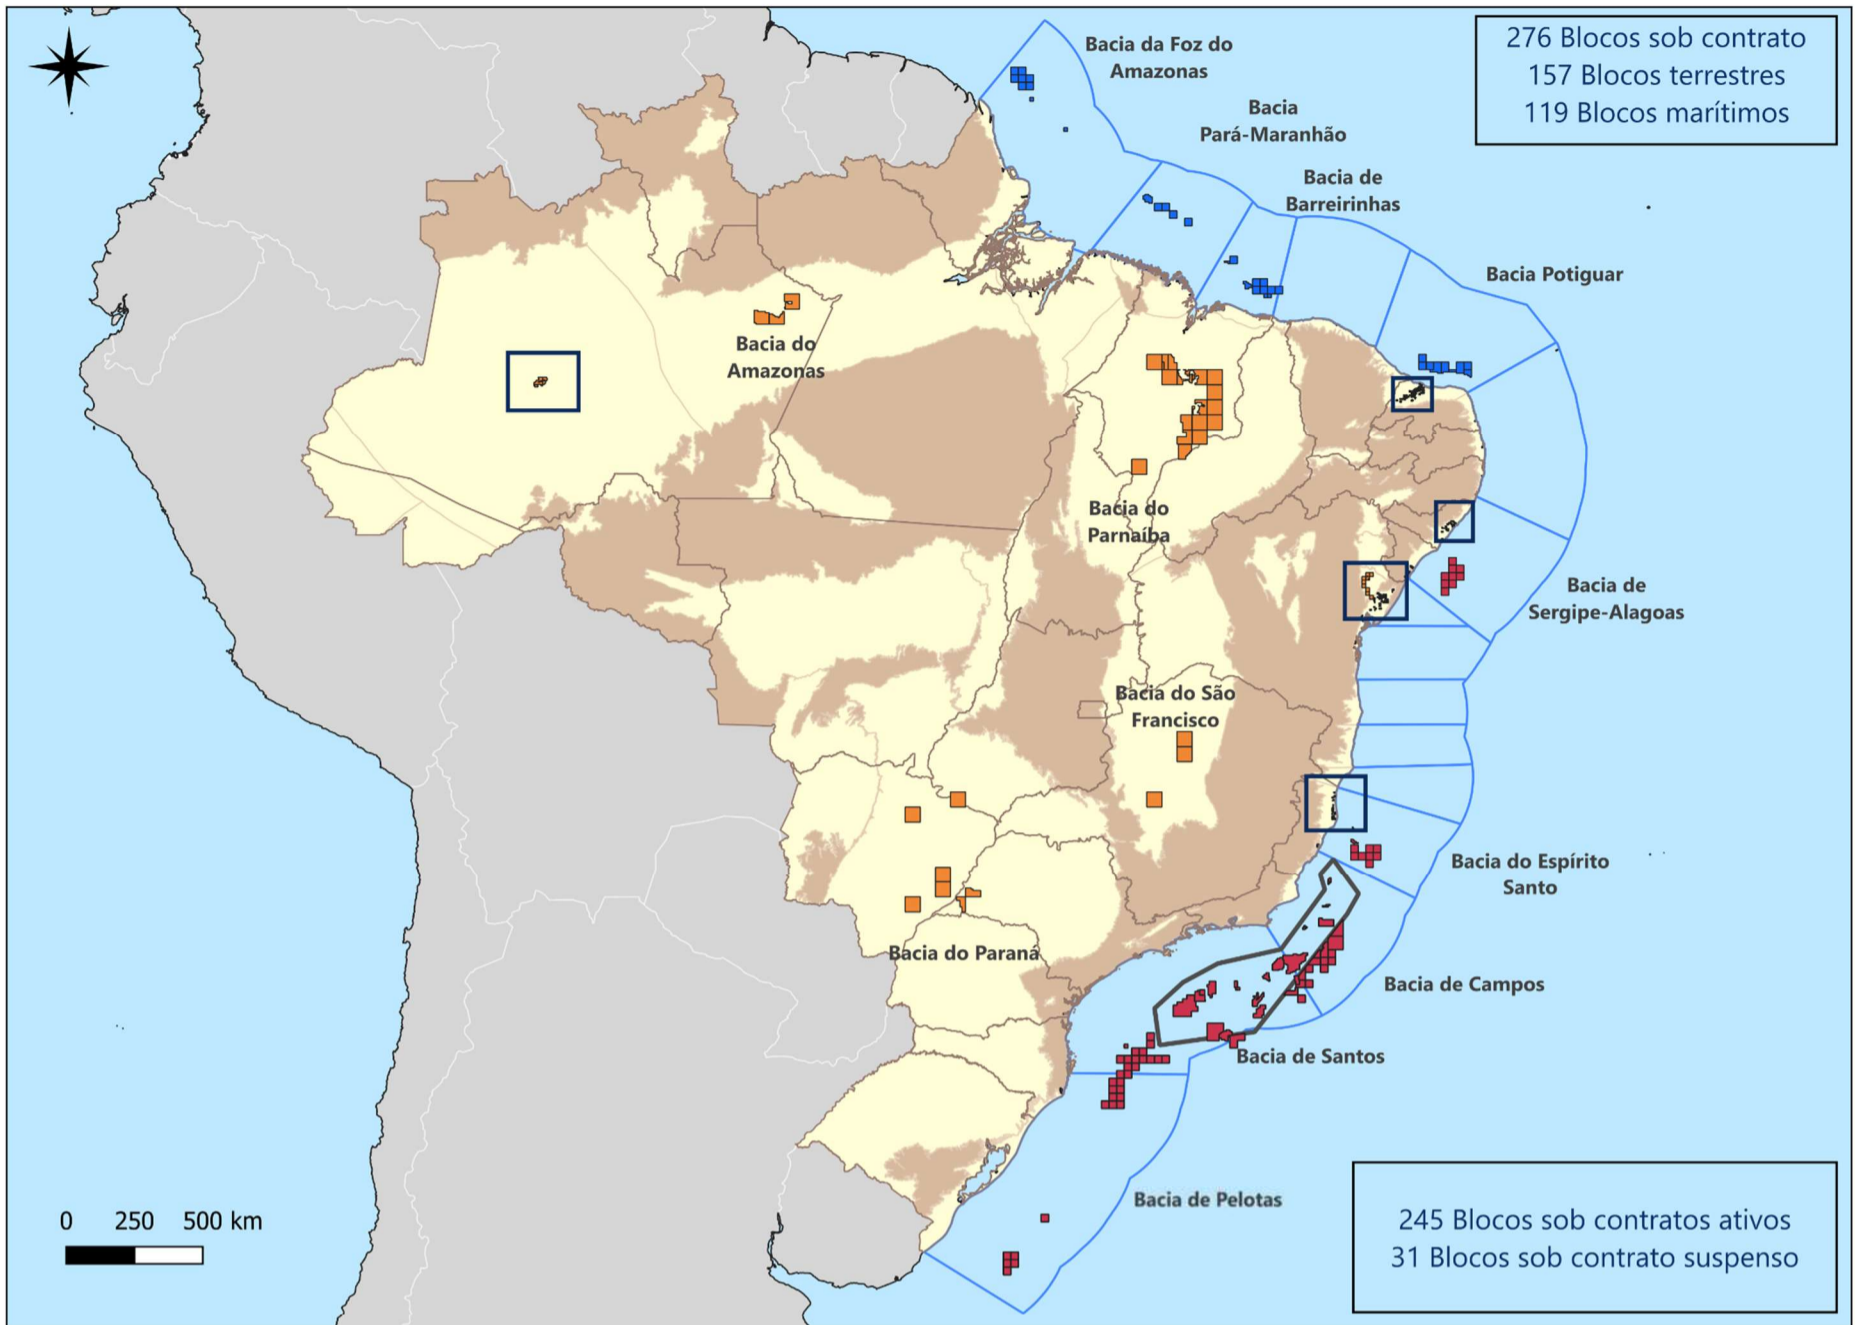 Bacia da Foz do
Amazonas
276 Blocos sob contrato
157 Blocos terrestres
119 Blocos marítimos
Bacia
Pará-Maranhão
Bacia de
Barreirinhas
Bacia Potiguar
Bacia do
Amazonas
Bacia do
Parnaíba
Bacia de
Sergipe-Alagoas
Bacia do São
Francisco
Bacia do Espírito
Santo
Bacia do Paraná
Bacia de Campos
Bacia de Santos
Bacia de Pelotas
0 250 500 km
245 Blocos sob contratos ativos
31 Blocos sob contrato suspenso